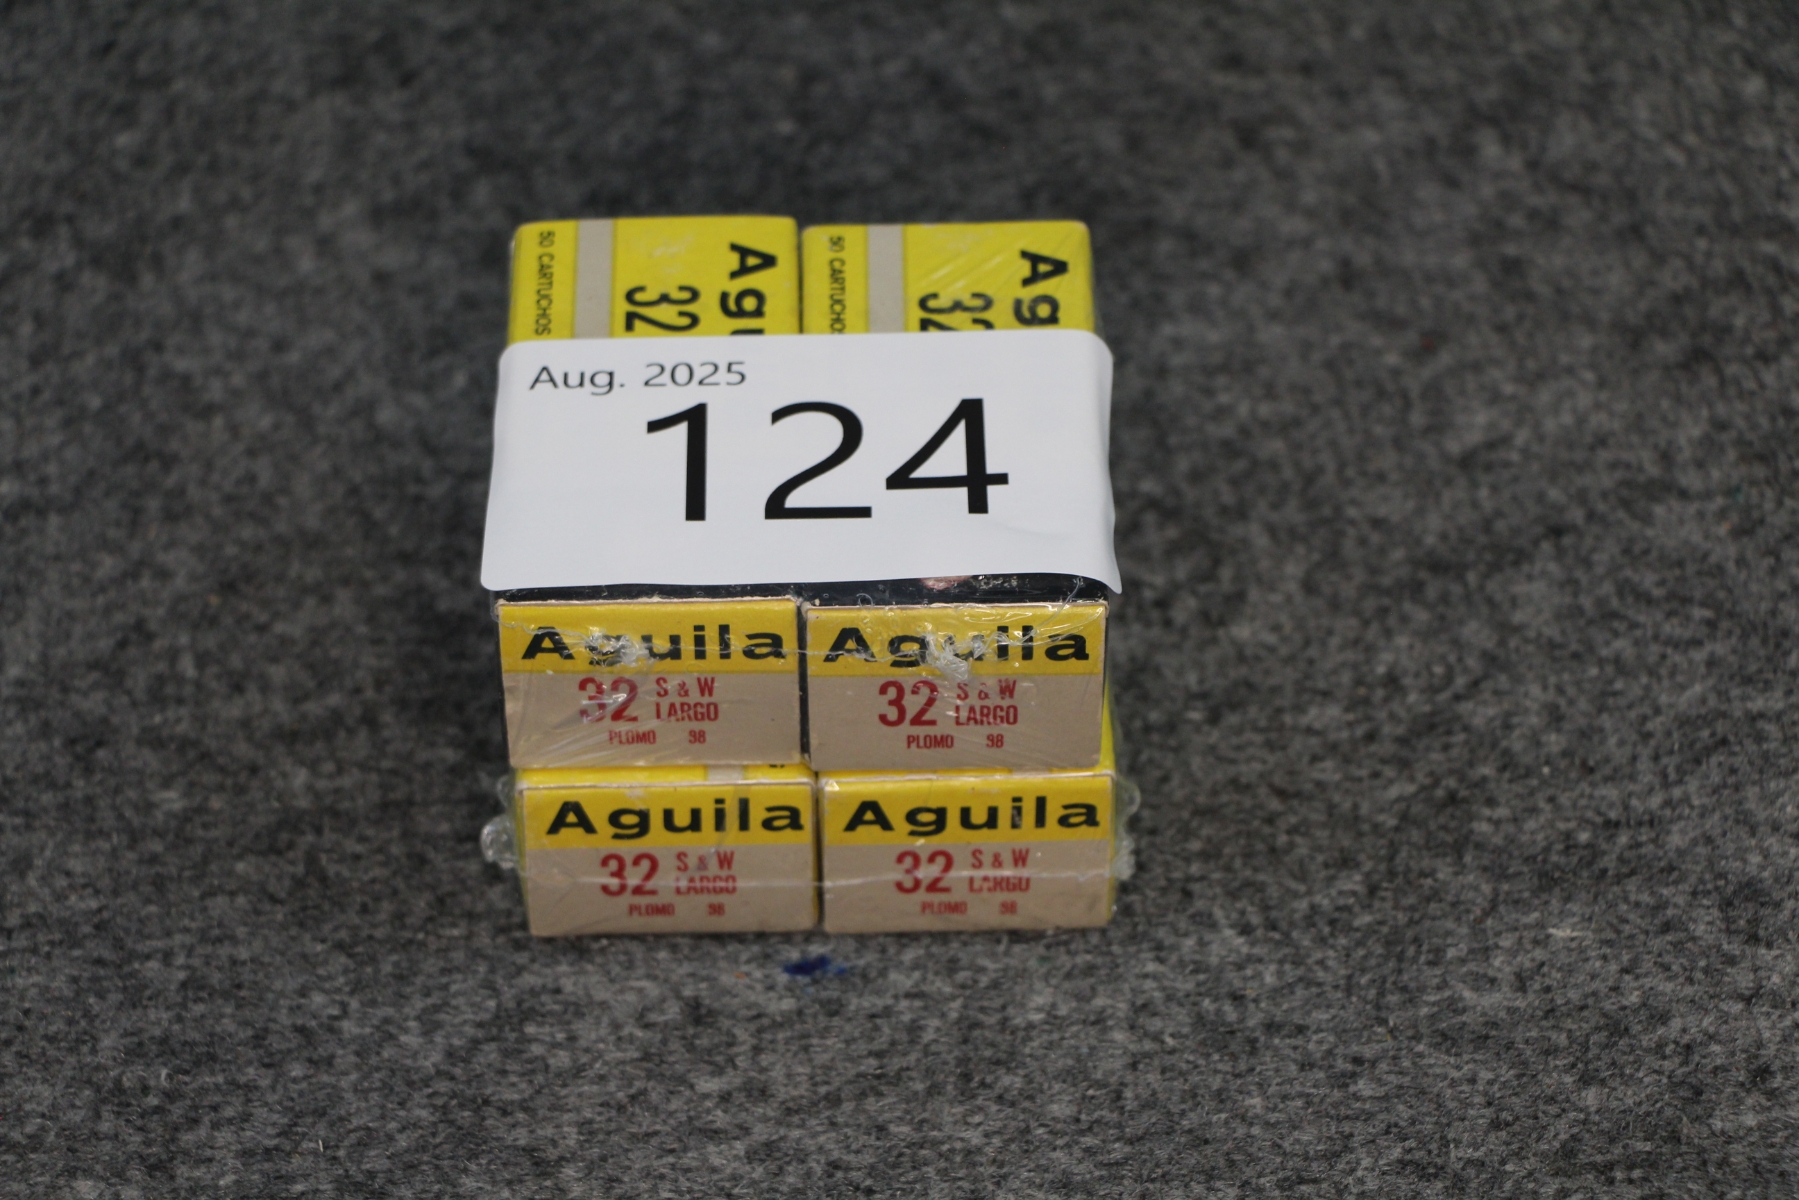 50 CARTUCHOS
32
Agu
50 CARTUCHOS
32
Ag
Aug. 2025
124
Aguila
32 S & W
LARGO
PLOMO 98
Aguila
32 S & W
LARGO
PLOMO 98
Aguila
32 S & W
LARGO
PLOMO 98
Aguila
32 S & W
LARGO
PLOMO 98